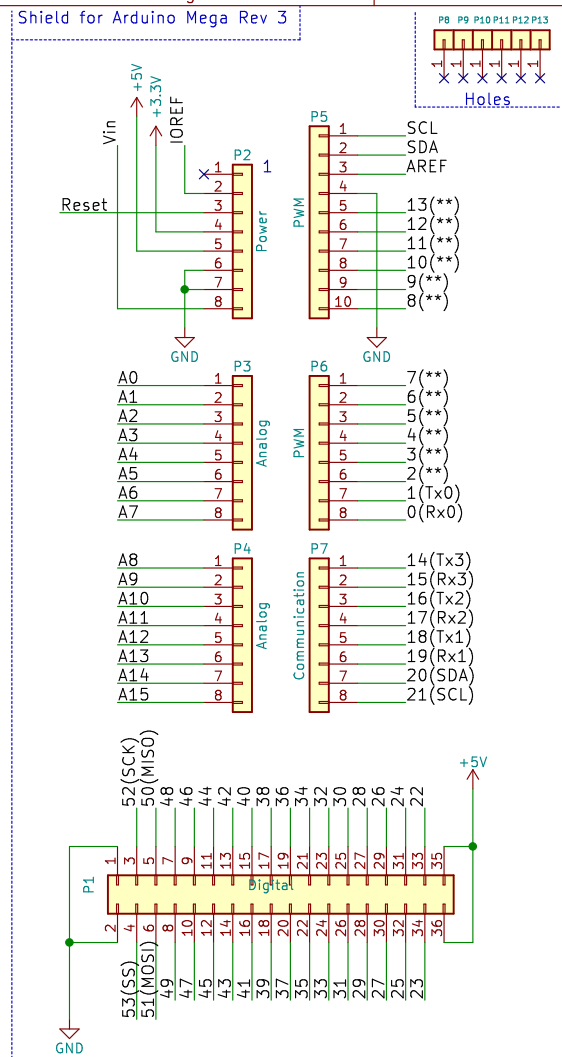 Shield for Arduino Mega Rev 3
P8 P9 P10 P11 P12 P13
1 1 1 1 1 1
Holes
+5V
+3.3V
IOREF
Vin
Reset
P2
1
1
2
3
4
5
6
7
8
Power
GND
P5
1 SCL
2 SDA
3 AREF
4
5 13(**)
6 12(**)
7 11(**)
8 10(**)
9 9(**)
10 8(**)
PWM
GND
P3
A0 1
A1 2
A2 3
A3 4
A4 5
A5 6
A6 7
A7 8
Analog
P6
1 7(**)
2 6(**)
3 5(**)
4 4(**)
5 3(**)
6 2(**)
7 1(Tx0)
8 0(Rx0)
PWM
P4
A8 1
A9 2
A10 3
A11 4
A12 5
A13 6
A14 7
A15 8
Analog
P7
1 14(Tx3)
2 15(Rx3)
3 16(Tx2)
4 17(Rx2)
5 18(Tx1)
6 19(Rx1)
7 20(SDA)
8 21(SCL)
Communication
+5V
52(SCK) 50(MISO) 48 46 44 42 40 38 36 34 32 30 28 26 24 22
1 3 5 7 9 11 13 15 17 19 21 23 25 27 29 31 33 35
P1
Digital
2 4 6 8 10 12 14 16 18 20 22 24 26 28 30 32 34 36
53(SS) 51(MOSI) 49 47 45 43 41 39 37 35 33 31 29 27 25 23
GND